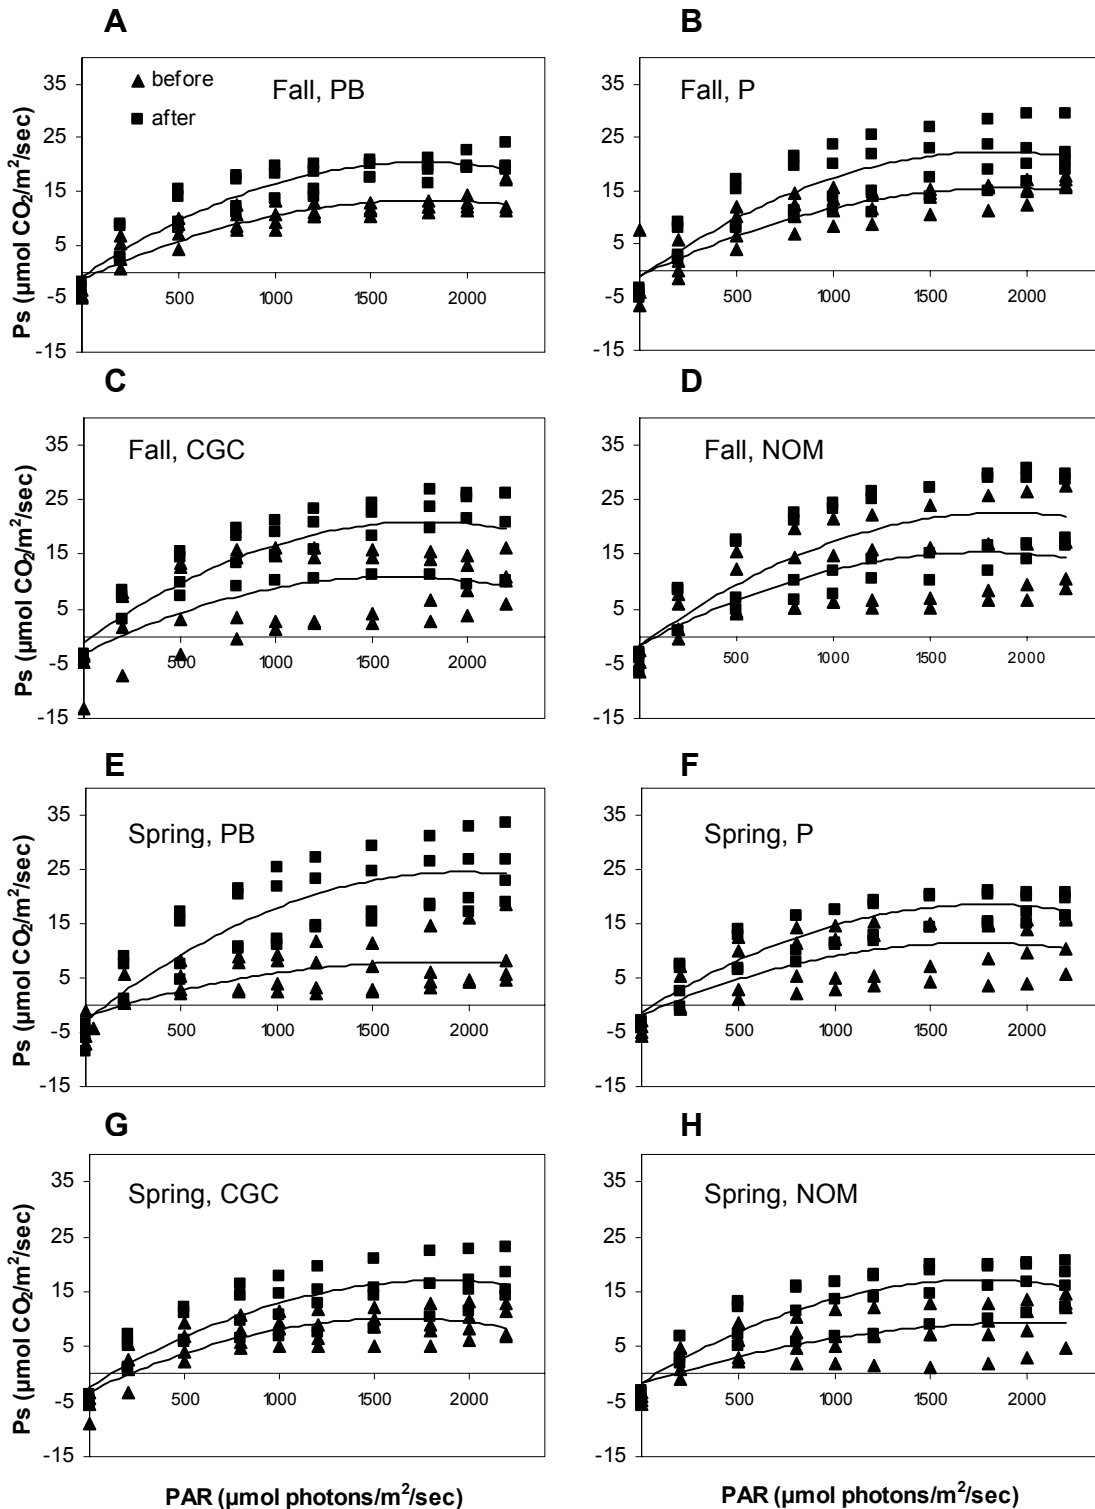 A
B
35
25
15
5
-5
-15
Ps (µmol CO₂/m²/sec)
▲ before
■ after
Fall, PB
500 1000 1500 2000
35
25
15
5
-5
-15
Fall, P
500 1000 1500 2000
C
D
35
25
15
5
-5
-15
Ps (µmol CO₂/m²/sec)
Fall, CGC
500 1000 1500 2000
35
25
15
5
-5
-15
Fall, NOM
500 1000 1500 2000
E
F
35
25
15
5
-5
-15
Ps (µmol CO₂/m²/sec)
Spring, PB
500 1000 1500 2000
35
25
15
5
-5
-15
Spring, P
500 1000 1500 2000
G
H
35
25
15
5
-5
-15
Ps (µmol CO₂/m²/sec)
Spring, CGC
500 1000 1500 2000
35
25
15
5
-5
-15
Spring, NOM
500 1000 1500 2000
PAR (µmol photons/m²/sec)
PAR (µmol photons/m²/sec)